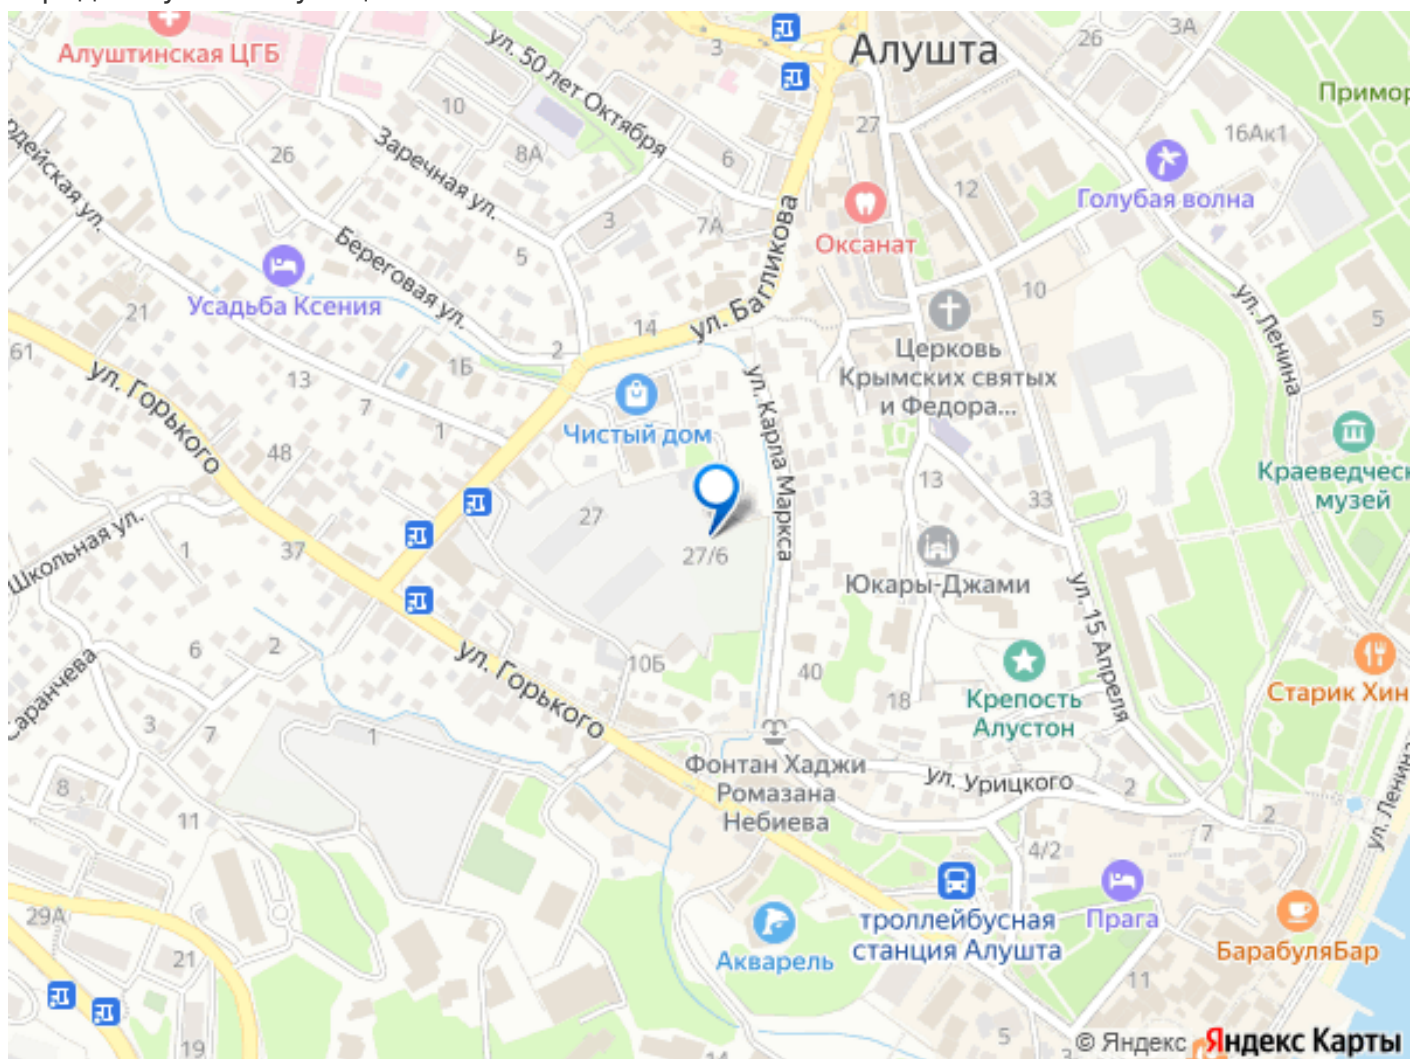 Алуштинская ЦГБ
ул. 50 лет Октября
3
Алушта
26
3А
Примор
10
27
16Ак1
Заречная ул.
8А
6
26
12
Голубая волна
рдейская ул.
3
7А
ул. Багликова
Оксанат
5
Береговая ул.
Усадьба Ксения
21
14
10
ул. Ленина
5
61
2
1Б
Церковь
Крымских святых
и Федора...
ул. Горького
13
7
1
Чистый дом
ул. Карла Маркса
48
Краеведческ
музей
13
33
27
27/6
Школьная ул.
1
37
Юкары-Джами
ул. 15 Апреля
6
2
10Б
40
18
Крепость
Алустон
Старик Хин
Саранчева
3
7
1
ул. Горького
Фонтан Хаджи
Ромазана
Небиева
ул. Урицкого
2
2
7
ул. Ленина
8
11
4/2
29А
троллейбусная
станция Алушта
Прага
БарабуляБар
21
Акварель
11
5
19
14
© Яндекс Яндекс Карты